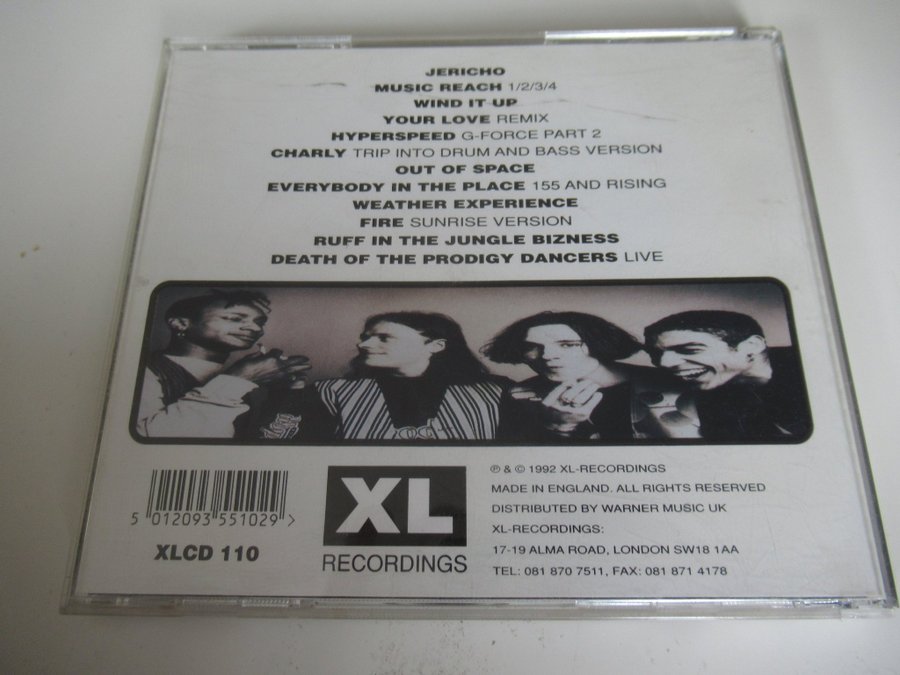 JERICHO
MUSIC REACH 1/2/3/4
WIND IT UP
YOUR LOVE REMIX
HYPERSPEED G-FORCE PART 2
CHARLY TRIP INTO DRUM AND BASS VERSION
OUT OF SPACE
EVERYBODY IN THE PLACE 155 AND RISING
WEATHER EXPERIENCE
FIRE SUNRISE VERSION
RUFF IN THE JUNGLE BIZNESS
DEATH OF THE PRODIGY DANCERS LIVE
5 012093 551029 >
XLCD 110
XL
RECORDINGS
℗ & © 1992 XL-RECORDINGS
MADE IN ENGLAND. ALL RIGHTS RESERVED
DISTRIBUTED BY WARNER MUSIC UK
XL-RECORDINGS:
17-19 ALMA ROAD, LONDON SW18 1AA
TEL: 081 870 7511, FAX: 081 871 4178